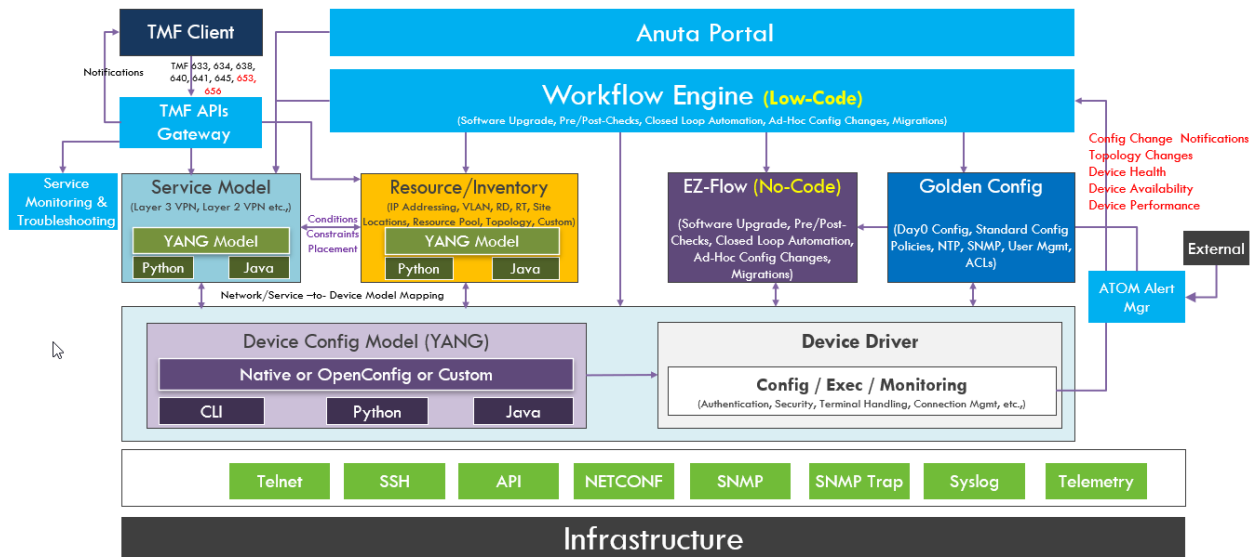 TMF Client
Anuta Portal
Notifications
TMF 633, 634, 638,
640, 641, 645, 653,
656
TMF APIs
Gateway
Workflow Engine (Low-Code)
(Software Upgrade, Pre/Post-Checks, Closed Loop Automation, Ad-Hoc Config Changes, Migrations)
Config Change Notifications
Topology Changes
Device Health
Device Availability
Device Performance
Service
Monitoring &
Troubleshooting
Service Model
(Layer 3 VPN, Layer 2 VPN etc.,)
YANG Model
Python
Java
Conditions
Constraints
Placement
Resource/Inventory
(IP Addressing, VLAN, RD, RT, Site
Locations, Resource Pool, Topology, Custom)
YANG Model
Python
Java
EZ-Flow (No-Code)
(Software Upgrade, Pre/Post-
Checks, Closed Loop Automation,
Ad-Hoc Config Changes,
Migrations)
Golden Config
(Day0 Config, Standard Config
Policies, NTP, SNMP, User Mgmt,
ACLs)
External
ATOM Alert
Mgr
Network/Service –to- Device Model Mapping
Device Config Model (YANG)
Native or OpenConfig or Custom
CLI
Python
Java
Device Driver
Config / Exec / Monitoring
(Authentication, Security, Terminal Handling, Connection Mgmt, etc.,)
Telnet
SSH
API
NETCONF
SNMP
SNMP Trap
Syslog
Telemetry
Infrastructure